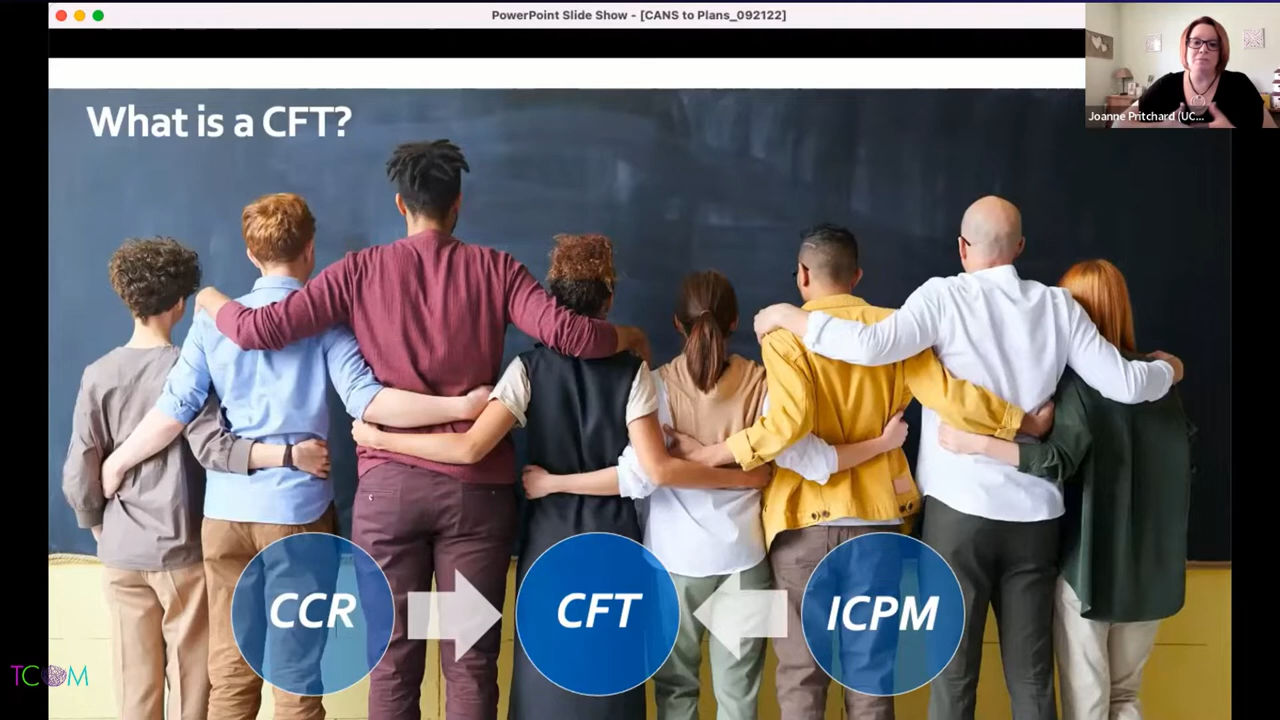 PowerPoint Slide Show - [CANS to Plans_092122]
Joanne Pritchard (UC...
What is a CFT?
CCR
CFT
ICPM
TCOM